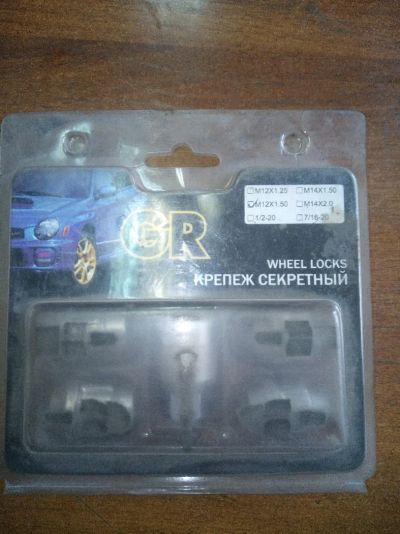 M12X1.25 M14X1.50
M12X1.50 M14X2.0
1/2-20 7/16-20
GR
WHEEL LOCKS
КРЕПЕЖ СЕКРЕТНЫЙ